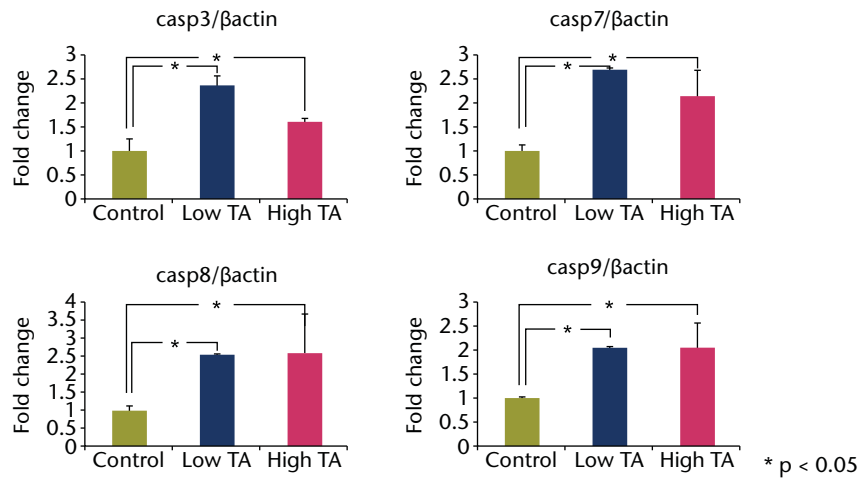 casp3/βactin
Fold change
3
2.5
2
1.5
1
0.5
0
*
*
Control Low TA High TA
casp7/βactin
Fold change
3
2.5
2
1.5
1
0.5
0
*
*
Control Low TA High TA
casp8/βactin
Fold change
4
3.5
3
2.5
2
1.5
1
0.5
0
*
*
Control Low TA High TA
casp9/βactin
Fold change
3
2.5
2
1.5
1
0.5
0
*
*
Control Low TA High TA
* p < 0.05